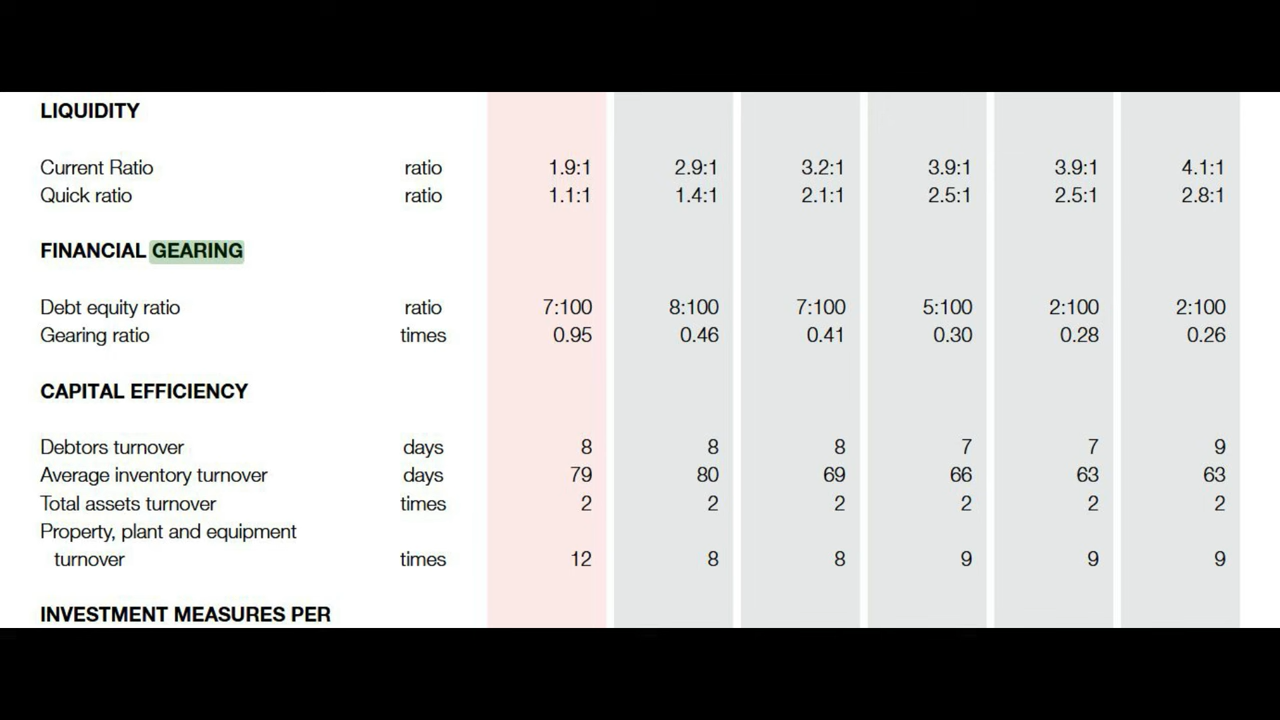 LIQUIDITY
Current Ratio ratio 1.9:1 2.9:1 3.2:1 3.9:1 3.9:1 4.1:1
Quick ratio ratio 1.1:1 1.4:1 2.1:1 2.5:1 2.5:1 2.8:1
FINANCIAL GEARING
Debt equity ratio ratio 7:100 8:100 7:100 5:100 2:100 2:100
Gearing ratio times 0.95 0.46 0.41 0.30 0.28 0.26
CAPITAL EFFICIENCY
Debtors turnover days 8 8 8 7 7 9
Average inventory turnover days 79 80 69 66 63 63
Total assets turnover times 2 2 2 2 2 2
Property, plant and equipment
turnover times 12 8 8 9 9 9
INVESTMENT MEASURES PER